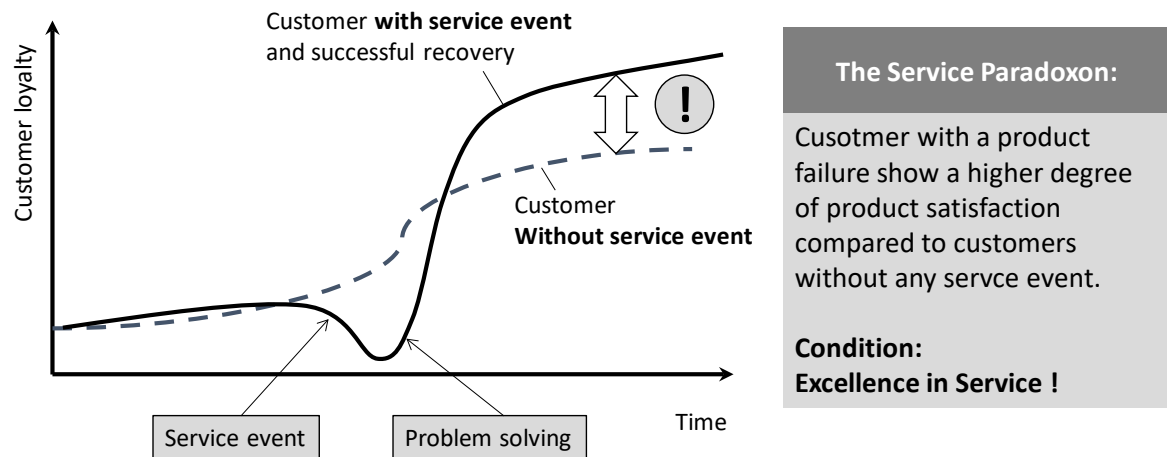 Customer with service event
and successful recovery
Customer loyalty
!
Customer
Without service event
Service event
Problem solving
Time
The Service Paradoxon:
Cusotmer with a product
failure show a higher degree
of product satisfaction
compared to customers
without any servce event.
Condition:
Excellence in Service !